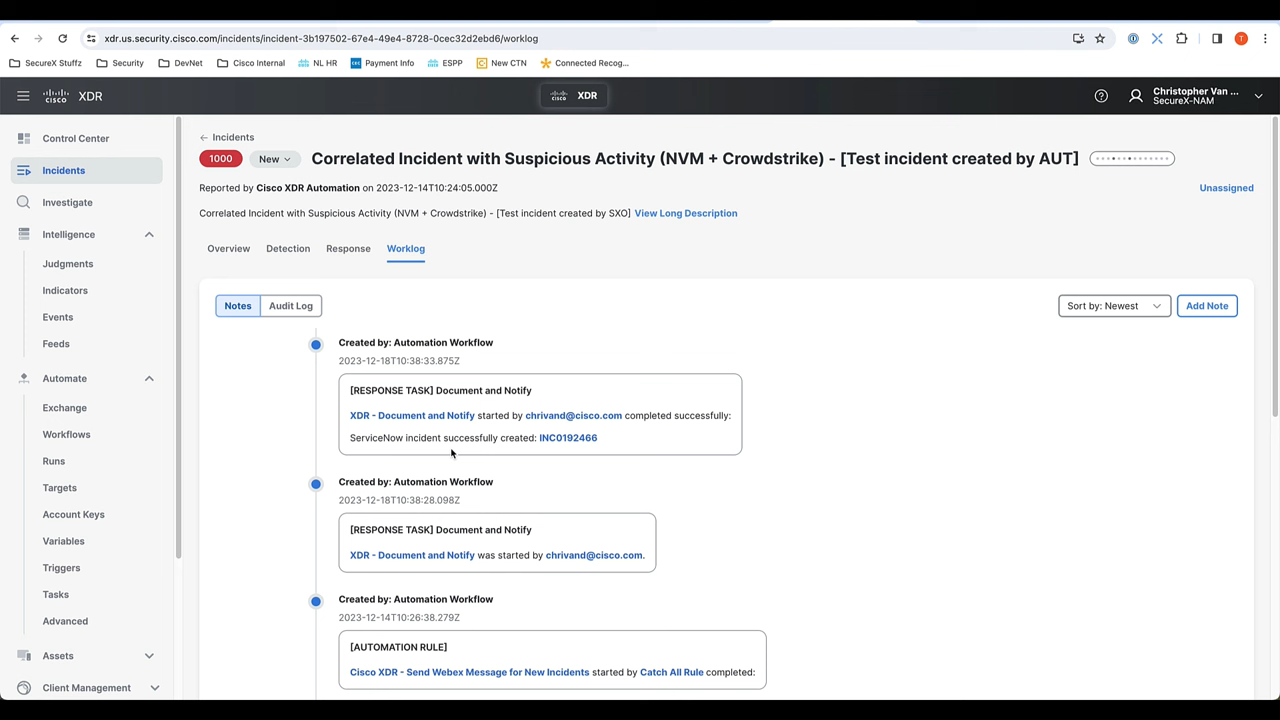 xdr.us.security.cisco.com/incidents/incident-3b197502-67e4-49e4-8728-0cec32d2ebd6/worklog
T
SecureX Stuffz
Security
DevNet
Cisco Internal
NL HR
Payment Info
ESPP
New CTN
Connected Recog...
cisco XDR
cisco XDR
Christopher Van ...
SecureX-NAM
Control Center
Incidents
Investigate
Intelligence
Judgments
Indicators
Events
Feeds
Automate
Exchange
Workflows
Runs
Targets
Account Keys
Variables
Triggers
Tasks
Advanced
Assets
Client Management
← Incidents
1000 New Correlated Incident with Suspicious Activity (NVM + Crowdstrike) - [Test incident created by AUT]
Reported by Cisco XDR Automation on 2023-12-14T10:24:05.000Z
Unassigned
Correlated Incident with Suspicious Activity (NVM + Crowdstrike) - [Test incident created by SXO] View Long Description
Overview Detection Response Worklog
Notes Audit Log
Sort by: Newest
Add Note
Created by: Automation Workflow
2023-12-18T10:38:33.875Z
[RESPONSE TASK] Document and Notify
XDR - Document and Notify started by chrivand@cisco.com completed successfully:
ServiceNow incident successfully created: INC0192466
Created by: Automation Workflow
2023-12-18T10:38:28.098Z
[RESPONSE TASK] Document and Notify
XDR - Document and Notify was started by chrivand@cisco.com.
Created by: Automation Workflow
2023-12-14T10:26:38.279Z
[AUTOMATION RULE]
Cisco XDR - Send Webex Message for New Incidents started by Catch All Rule completed: